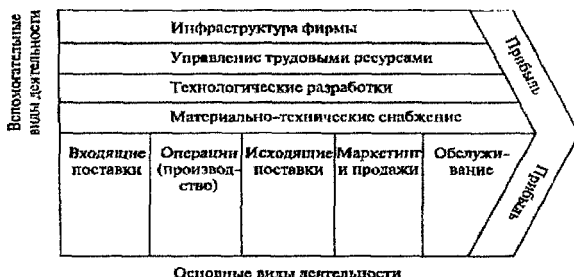 Вспомогательные
виды деятельности
Инфраструктура фирмы
Управление трудовыми ресурсами
Технологические разработки
Материально-технические снабжение
Прибыль
Входящие
поставки
Операции
(производ-
ство)
Исходящие
поставки
Маркетинг
и продажи
Обслужи-
вание
Прибыль
Основные виды деятельности